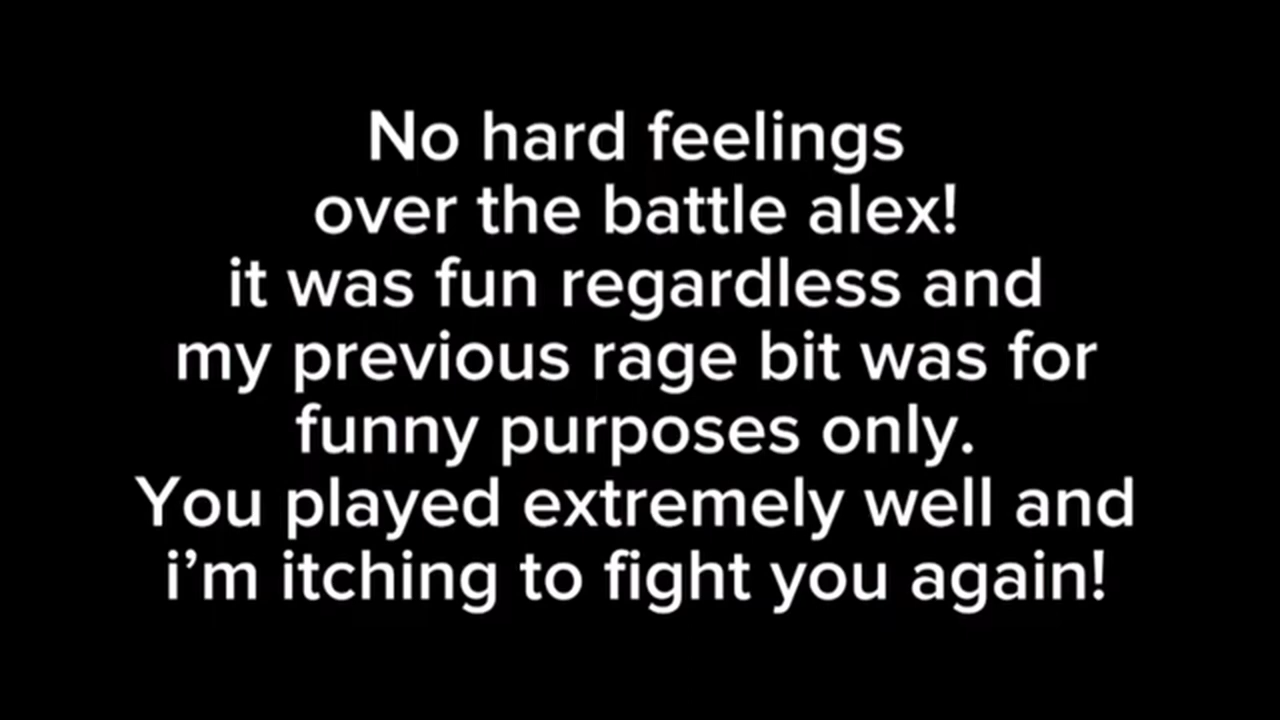 No hard feelings
over the battle alex!
it was fun regardless and
my previous rage bit was for
funny purposes only.
You played extremely well and
i’m itching to fight you again!